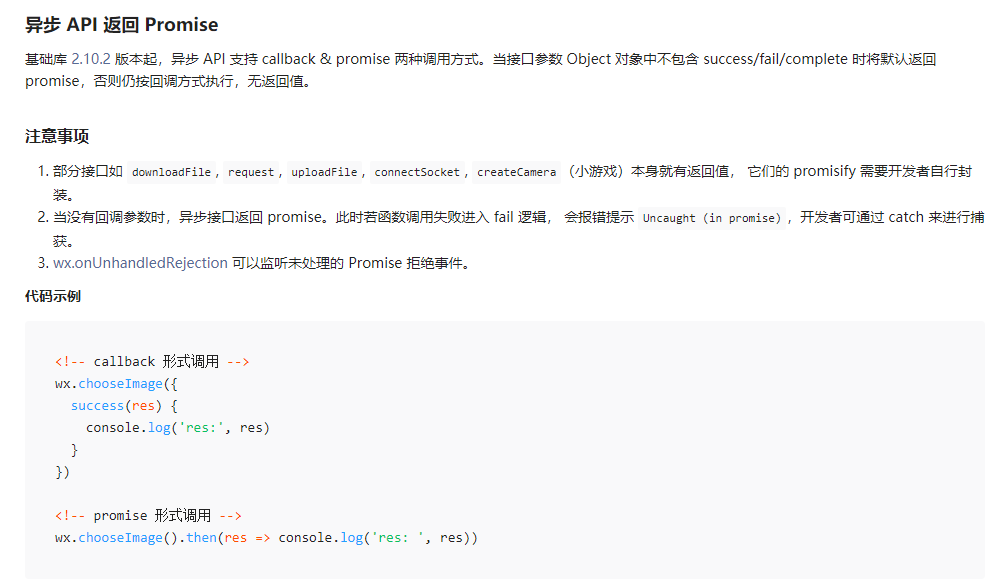 异步 API 返回 Promise
基础库 2.10.2 版本起，异步 API 支持 callback & promise 两种调用方式。当接口参数 Object 对象中不包含 success/fail/complete 时将默认返回
promise，否则仍按回调方式执行，无返回值。
注意事项
1. 部分接口如 downloadFile, request, uploadFile, connectSocket, createCamera （小游戏）本身就有返回值， 它们的 promisify 需要开发者自行封
装。
2. 当没有回调参数时，异步接口返回 promise。此时若函数调用失败进入 fail 逻辑， 会报错提示 Uncaught (in promise)，开发者可通过 catch 来进行捕
获。
3. wx.onUnhandledRejection 可以监听未处理的 Promise 拒绝事件。
代码示例
<!-- callback 形式调用 -->
wx.chooseImage({
  success(res) {
    console.log('res:', res)
  }
})
<!-- promise 形式调用 -->
wx.chooseImage().then(res => console.log('res: ', res))